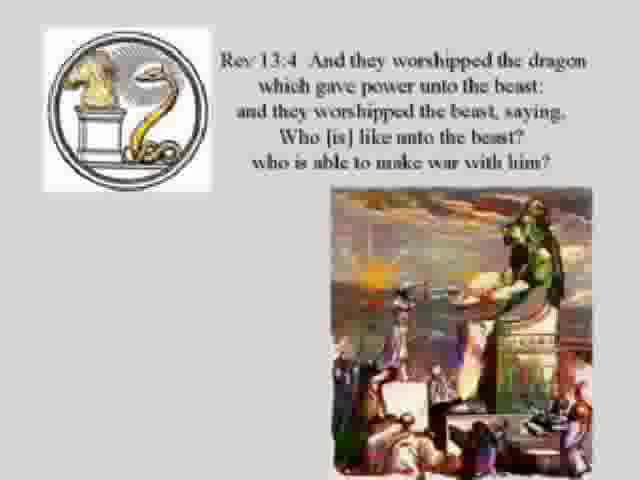 Rev 13:4 And they worshipped the dragon
which gave power unto the beast:
and they worshipped the beast, saying,
Who [is] like unto the beast?
who is able to make war with him?